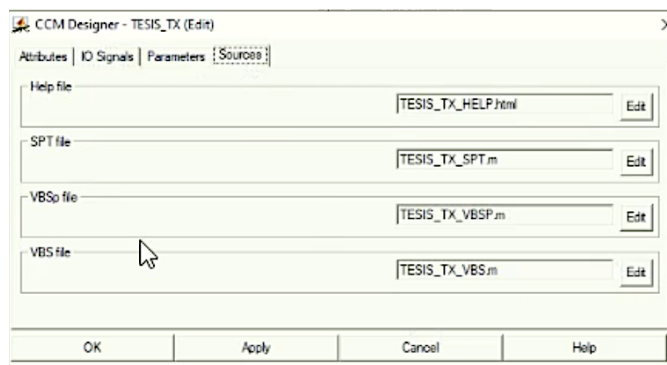 CCM Designer - TESIS_TX (Edit)
Attributes IO Signals Parameters Sources
Help file
TESIS_TX_HELP.html Edit
SPT file
TESIS_TX_SPT.m Edit
VBSp file
TESIS_TX_VBSP.m Edit
VBS file
TESIS_TX_VBS.m Edit
OK Apply Cancel Help